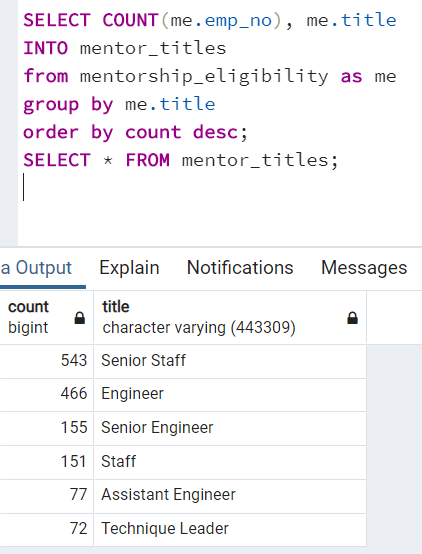 SELECT COUNT(me.emp_no), me.title
INTO mentor_titles
from mentorship_eligibility as me
group by me.title
order by count desc;
SELECT * FROM mentor_titles;
a Output Explain Notifications Messages
count title
bigint character varying (443309)
543 Senior Staff
466 Engineer
155 Senior Engineer
151 Staff
77 Assistant Engineer
72 Technique Leader